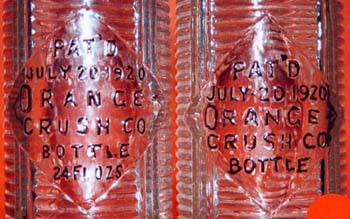 PAT'D
JULY 20 1920
ORANGE
CRUSH CO
BOTTLE
24 FL OZS
PAT'D
JULY 20 1920
ORANGE
CRUSH CO
BOTTLE